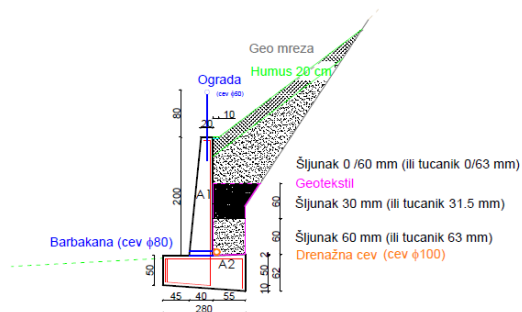 Geo mreza
Humus 20 cm
Ograda
(cev ϕ60)
80
10
20
Šljunak 0 /60 mm (ili tucanik 0/63 mm)
Geotekstil
200
A1
60
Šljunak 30 mm (ili tucanik 31.5 mm)
60
Šljunak 60 mm (ili tucanik 63 mm)
Barbakana (cev ϕ80)
Drenažna cev (ϕ100)
A2
2
50
50
62
10
45 40 55
280